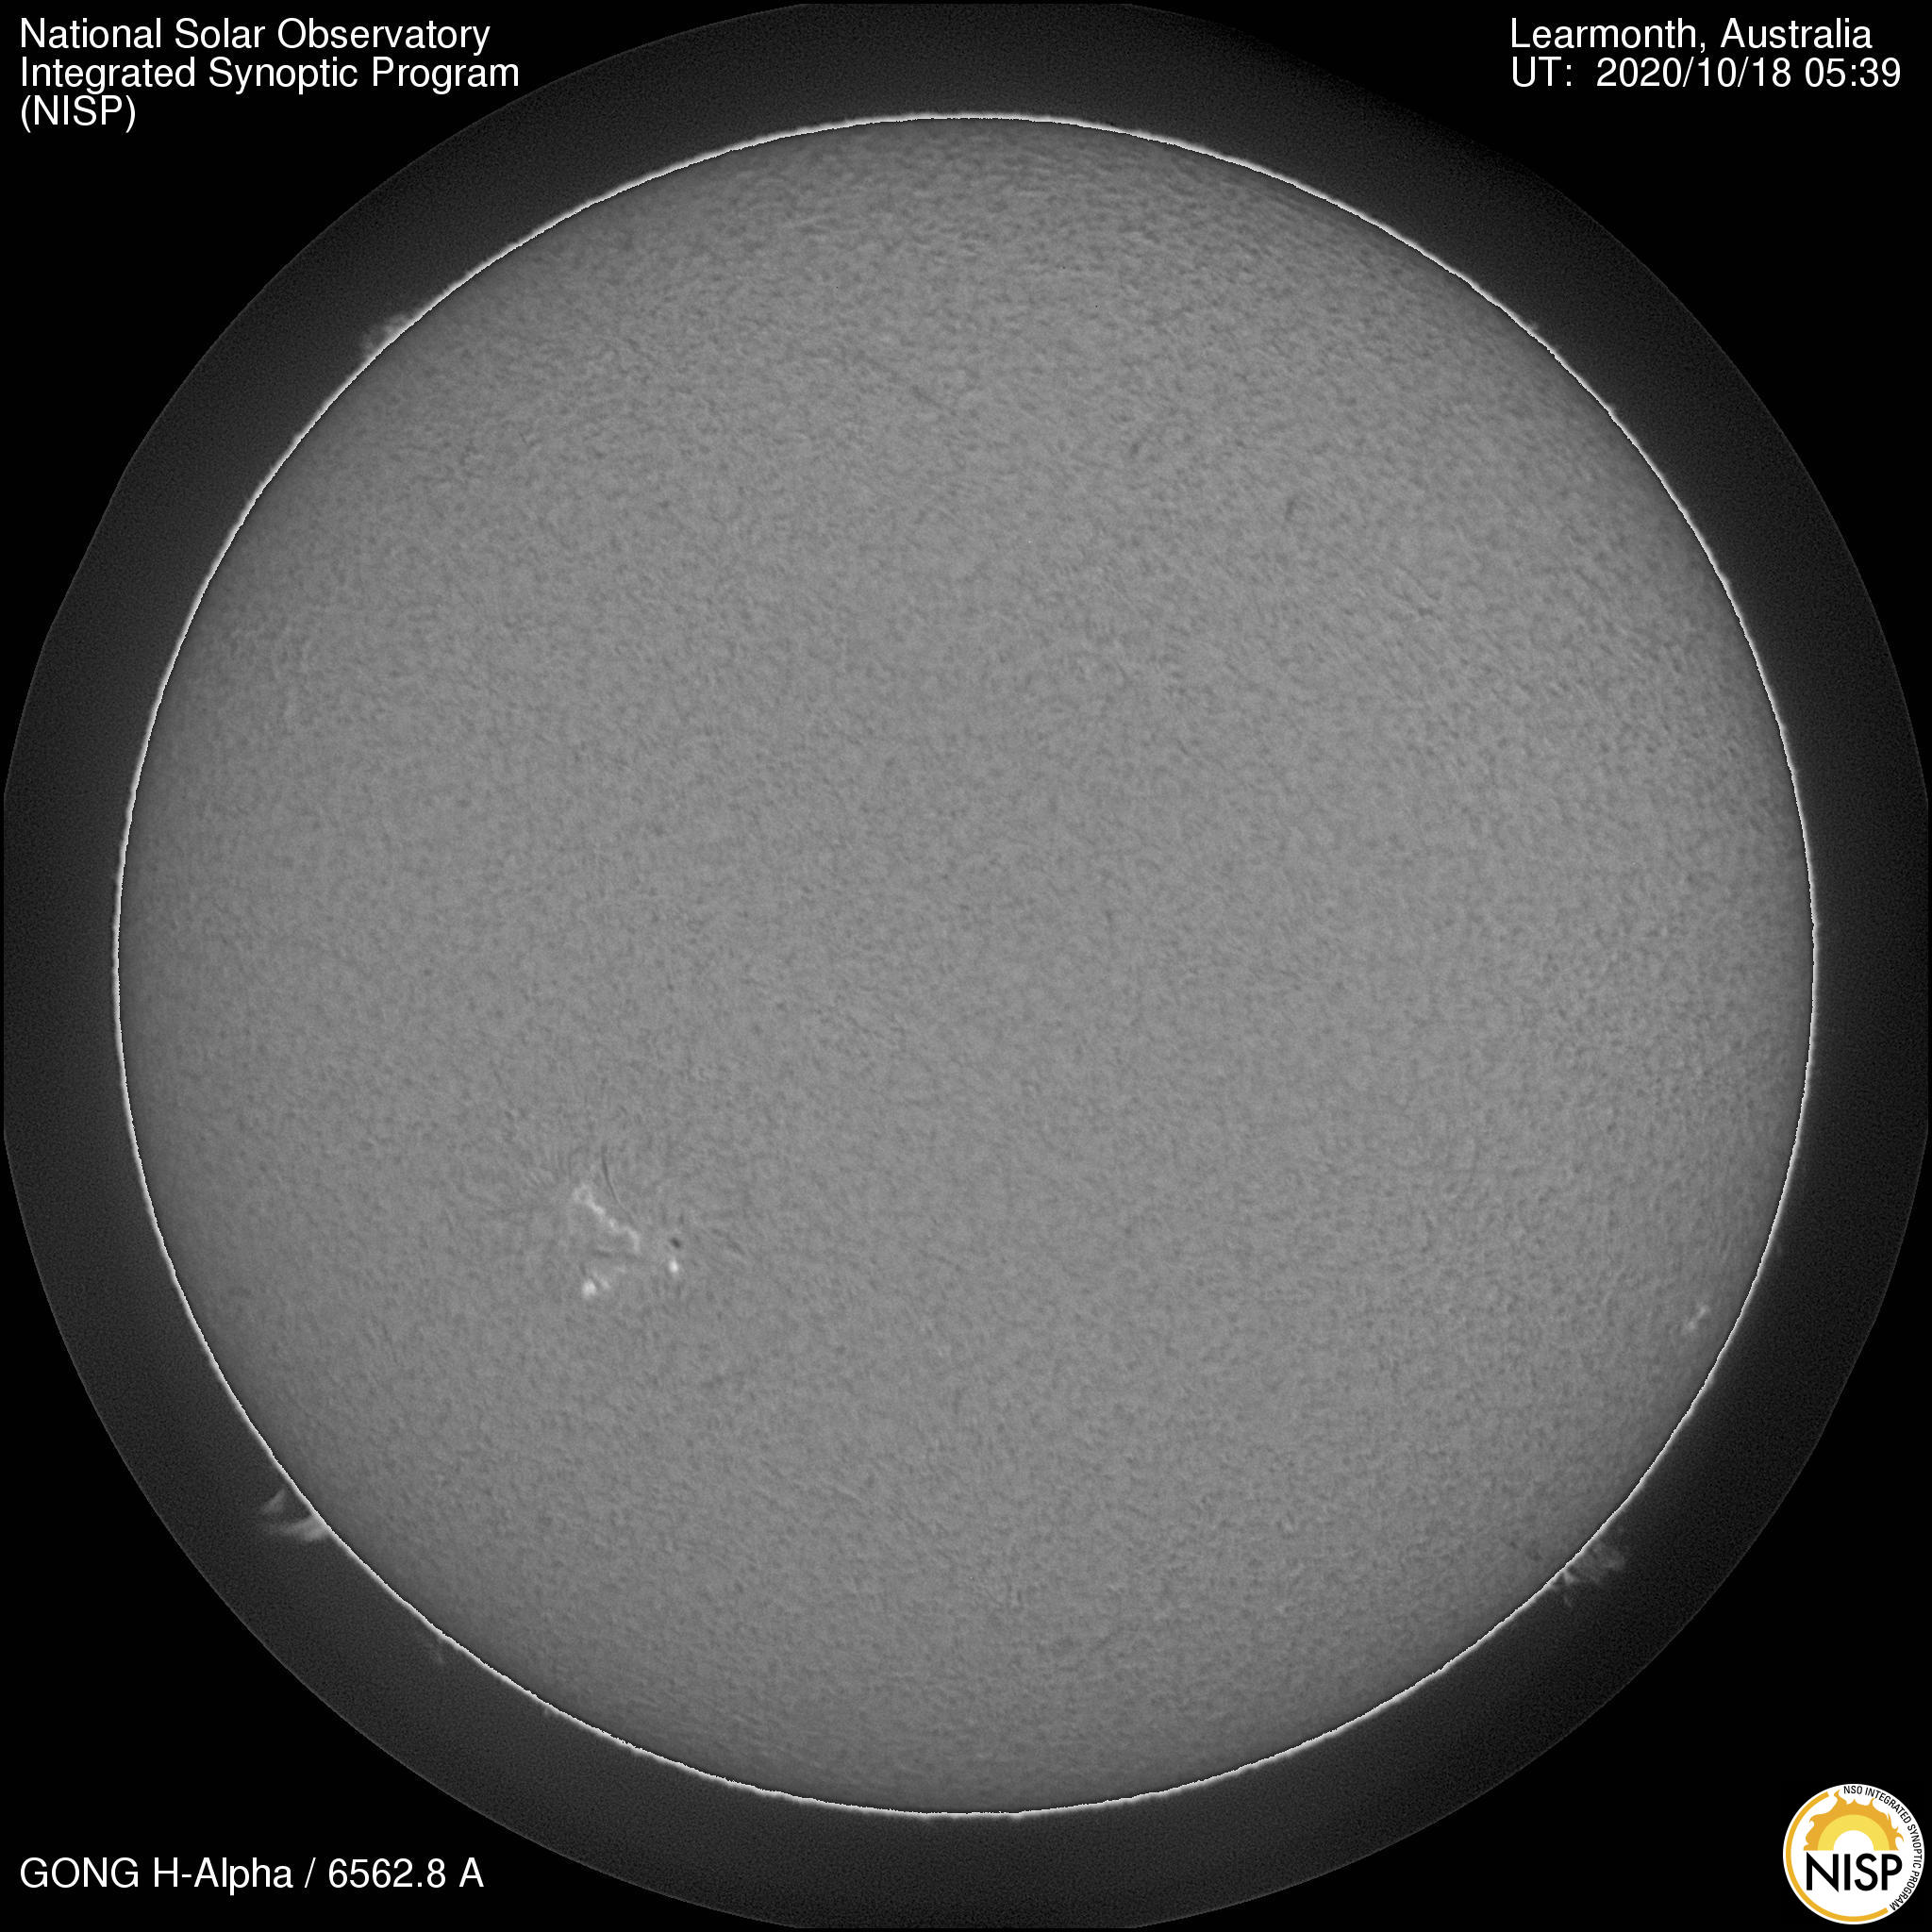 National Solar Observatory
Integrated Synoptic Program
(NISP)
Learmonth, Australia
UT: 2020/10/18 05:39
GONG H-Alpha / 6562.8 A
NSO INTEGRATED SYNOPTIC PROGRAM
NISP